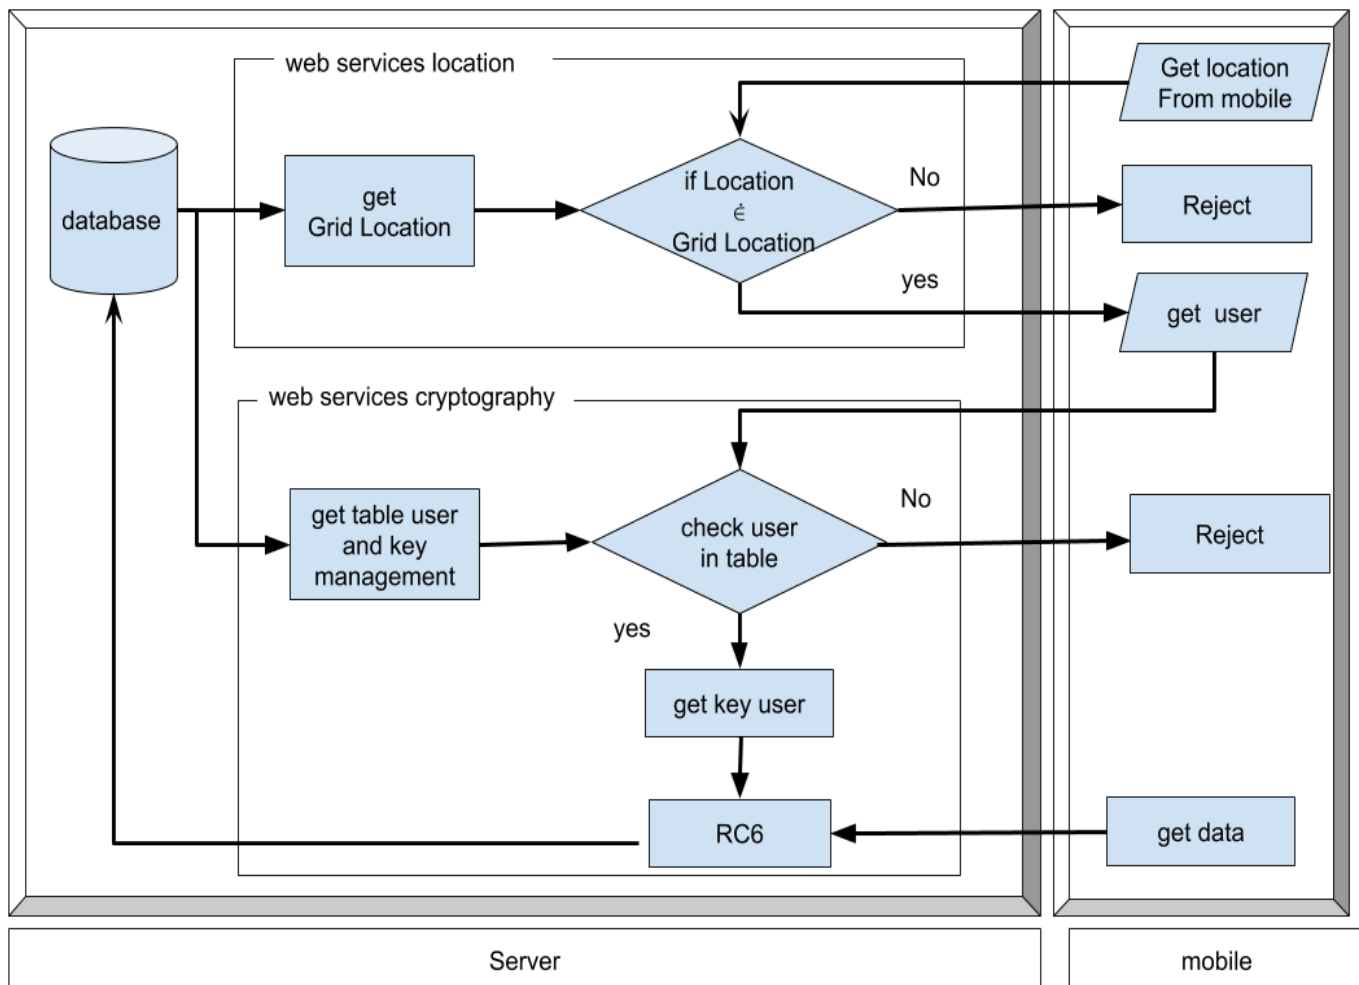 web services location
Get location
From mobile
database
get
Grid Location
if Location
∈
Grid Location
No
Reject
yes
get user
web services cryptography
get table user
and key
management
check user
in table
No
Reject
yes
get key user
RC6
get data
Server
mobile